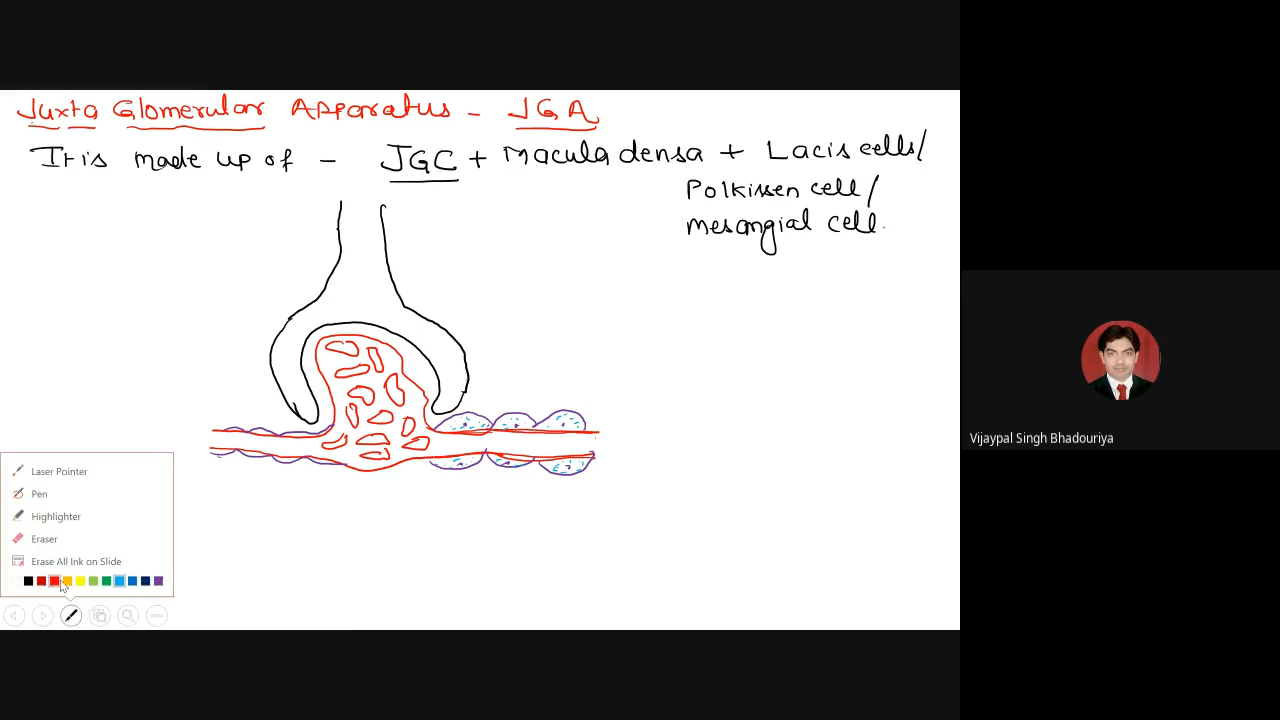 Juxta Glomerular Apparatus - JGA
It is made up of - JGC + Macula densa + Lacis cells/
Polkissen cell/
mesangial cell.
Laser Pointer
Pen
Highlighter
Eraser
Erase All Ink on Slide
Vijaypal Singh Bhadouriya